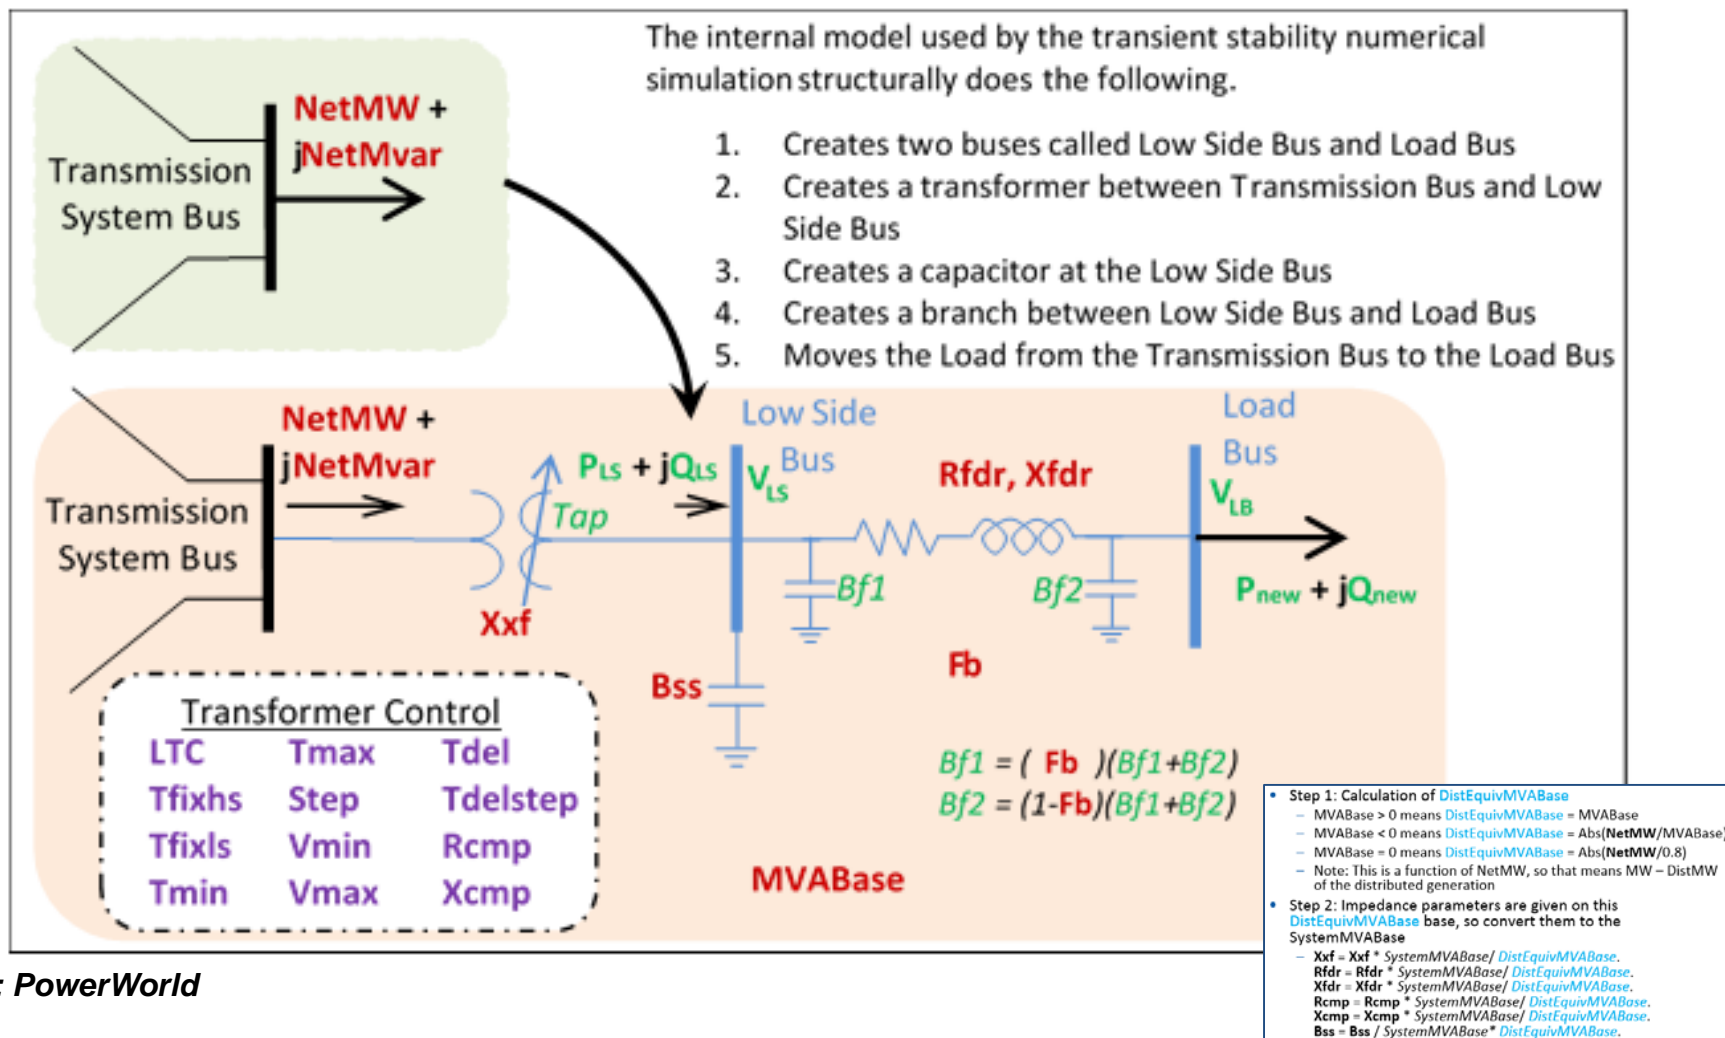 The internal model used by the transient stability numerical
simulation structurally does the following.
1. Creates two buses called Low Side Bus and Load Bus
2. Creates a transformer between Transmission Bus and Low
Side Bus
3. Creates a capacitor at the Low Side Bus
4. Creates a branch between Low Side Bus and Load Bus
5. Moves the Load from the Transmission Bus to the Load Bus
NetMW +
jNetMvar
Transmission
System Bus
NetMW +
jNetMvar
Transmission
System Bus
PLS + jQLS
Tap
Xxf
Low Side
Bus
VLS
Rfdr, Xfdr
Load
Bus
VLB
Bf1
Bf2
Pnew + jQnew
Bss
Fb
Bf1 = ( Fb )(Bf1+Bf2)
Bf2 = (1-Fb)(Bf1+Bf2)
MVABase
Transformer Control
LTC Tmax Tdel
Tfixhs Step Tdelstep
Tfixls Vmin Rcmp
Tmin Vmax Xcmp
• Step 1: Calculation of DistEquivMVABase
– MVABase > 0 means DistEquivMVABase = MVABase
– MVABase < 0 means DistEquivMVABase = Abs(NetMW/MVABase)
– MVABase = 0 means DistEquivMVABase = Abs(NetMW/0.8)
– Note: This is a function of NetMW, so that means MW – DistMW
of the distributed generation
• Step 2: Impedance parameters are given on this
DistEquivMVABase base, so convert them to the
SystemMVABase
– Xxf = Xxf * SystemMVABase/ DistEquivMVABase.
Rfdr = Rfdr * SystemMVABase/ DistEquivMVABase.
Xfdr = Xfdr * SystemMVABase/ DistEquivMVABase.
Rcmp = Rcmp * SystemMVABase/ DistEquivMVABase.
Xcmp = Xcmp * SystemMVABase/ DistEquivMVABase.
Bss = Bss / SystemMVABase* DistEquivMVABase.
: PowerWorld